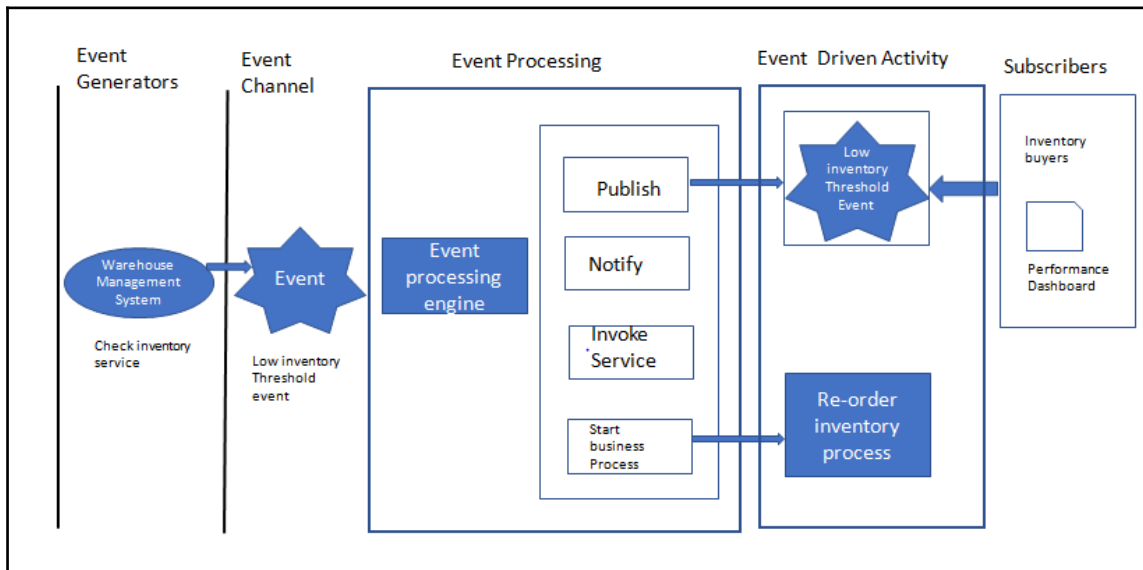 Event
Generators
Event
Channel
Event Processing
Event Driven Activity
Subscribers
Warehouse
Management
System
Check inventory
service
Event
Low inventory
Threshold
event
Event
processing
engine
Publish
Notify
Invoke
Service
Start
business
Process
Low
inventory
Threshold
Event
Re-order
inventory
process
Inventory
buyers
Performance
Dashboard